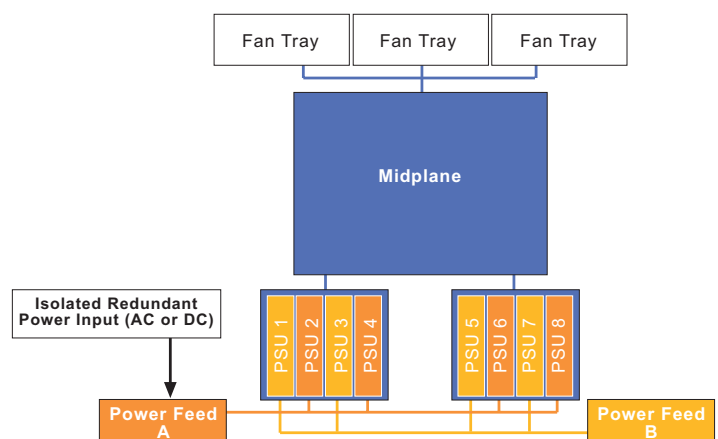 Fan Tray
Fan Tray
Fan Tray
Midplane
Isolated Redundant
Power Input (AC or DC)
PSU 1
PSU 2
PSU 3
PSU 4
PSU 5
PSU 6
PSU 7
PSU 8
Power Feed
A
Power Feed
B